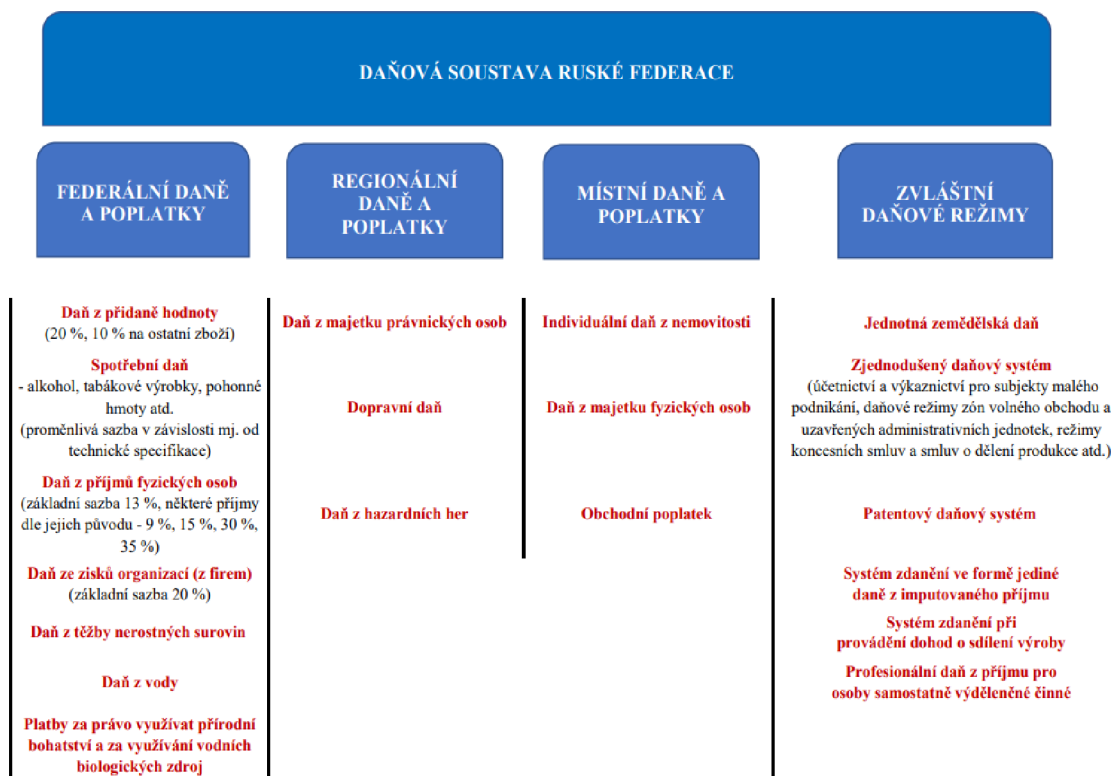 DAŇOVÁ SOUSTAVA RUSKÉ FEDERACE
FEDERÁLNÍ DANĚ
A POPLATKY
REGIONÁLNÍ
DANĚ A
POPLATKY
MÍSTNÍ DANĚ A
POPLATKY
ZVLÁŠTNÍ
DAŇOVÉ REŽIMY
Daň z přidané hodnoty
(20 %, 10 % na ostatní zboží)
Spotřební daň
- alkohol, tabákové výrobky, pohonné
hmoty atd.
(proměnlivá sazba v závislosti mj. od
technické specifikace)
Daň z příjmů fyzických osob
(základní sazba 13 %, některé příjmy
dle jejich původu - 9 %, 15 %, 30 %,
35 %)
Daň ze zisků organizací (z firem)
(základní sazba 20 %)
Daň z těžby nerostných surovin
Daň z vody
Platby za právo využívat přírodní
bohatství a za využívání vodních
biologických zdroj
Daň z majetku právnických osob
Dopravní daň
Daň z hazardních her
Individuální daň z nemovitosti
Daň z majetku fyzických osob
Obchodní poplatek
Jednotná zemědělská daň
Zjednodušený daňový systém
(účetnictví a výkaznictví pro subjekty malého
podnikání, daňové režimy zón volného obchodu a
uzavřených administrativních jednotek, režimy
koncesních smluv a smluv o dělení produkce atd.)
Patentový daňový systém
Systém zdanění ve formě jediné
daně z imputovaného příjmu
Systém zdanění při
provádění dohod o sdílení výroby
Profesionální daň z příjmu pro
osoby samostatně výděleněné činné